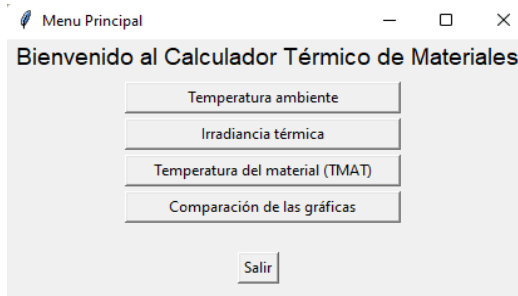 Menu Principal
Bienvenido al Calculador Térmico de Materiales
Temperatura ambiente
Irradiancia térmica
Temperatura del material (TMAT)
Comparación de las gráficas
Salir